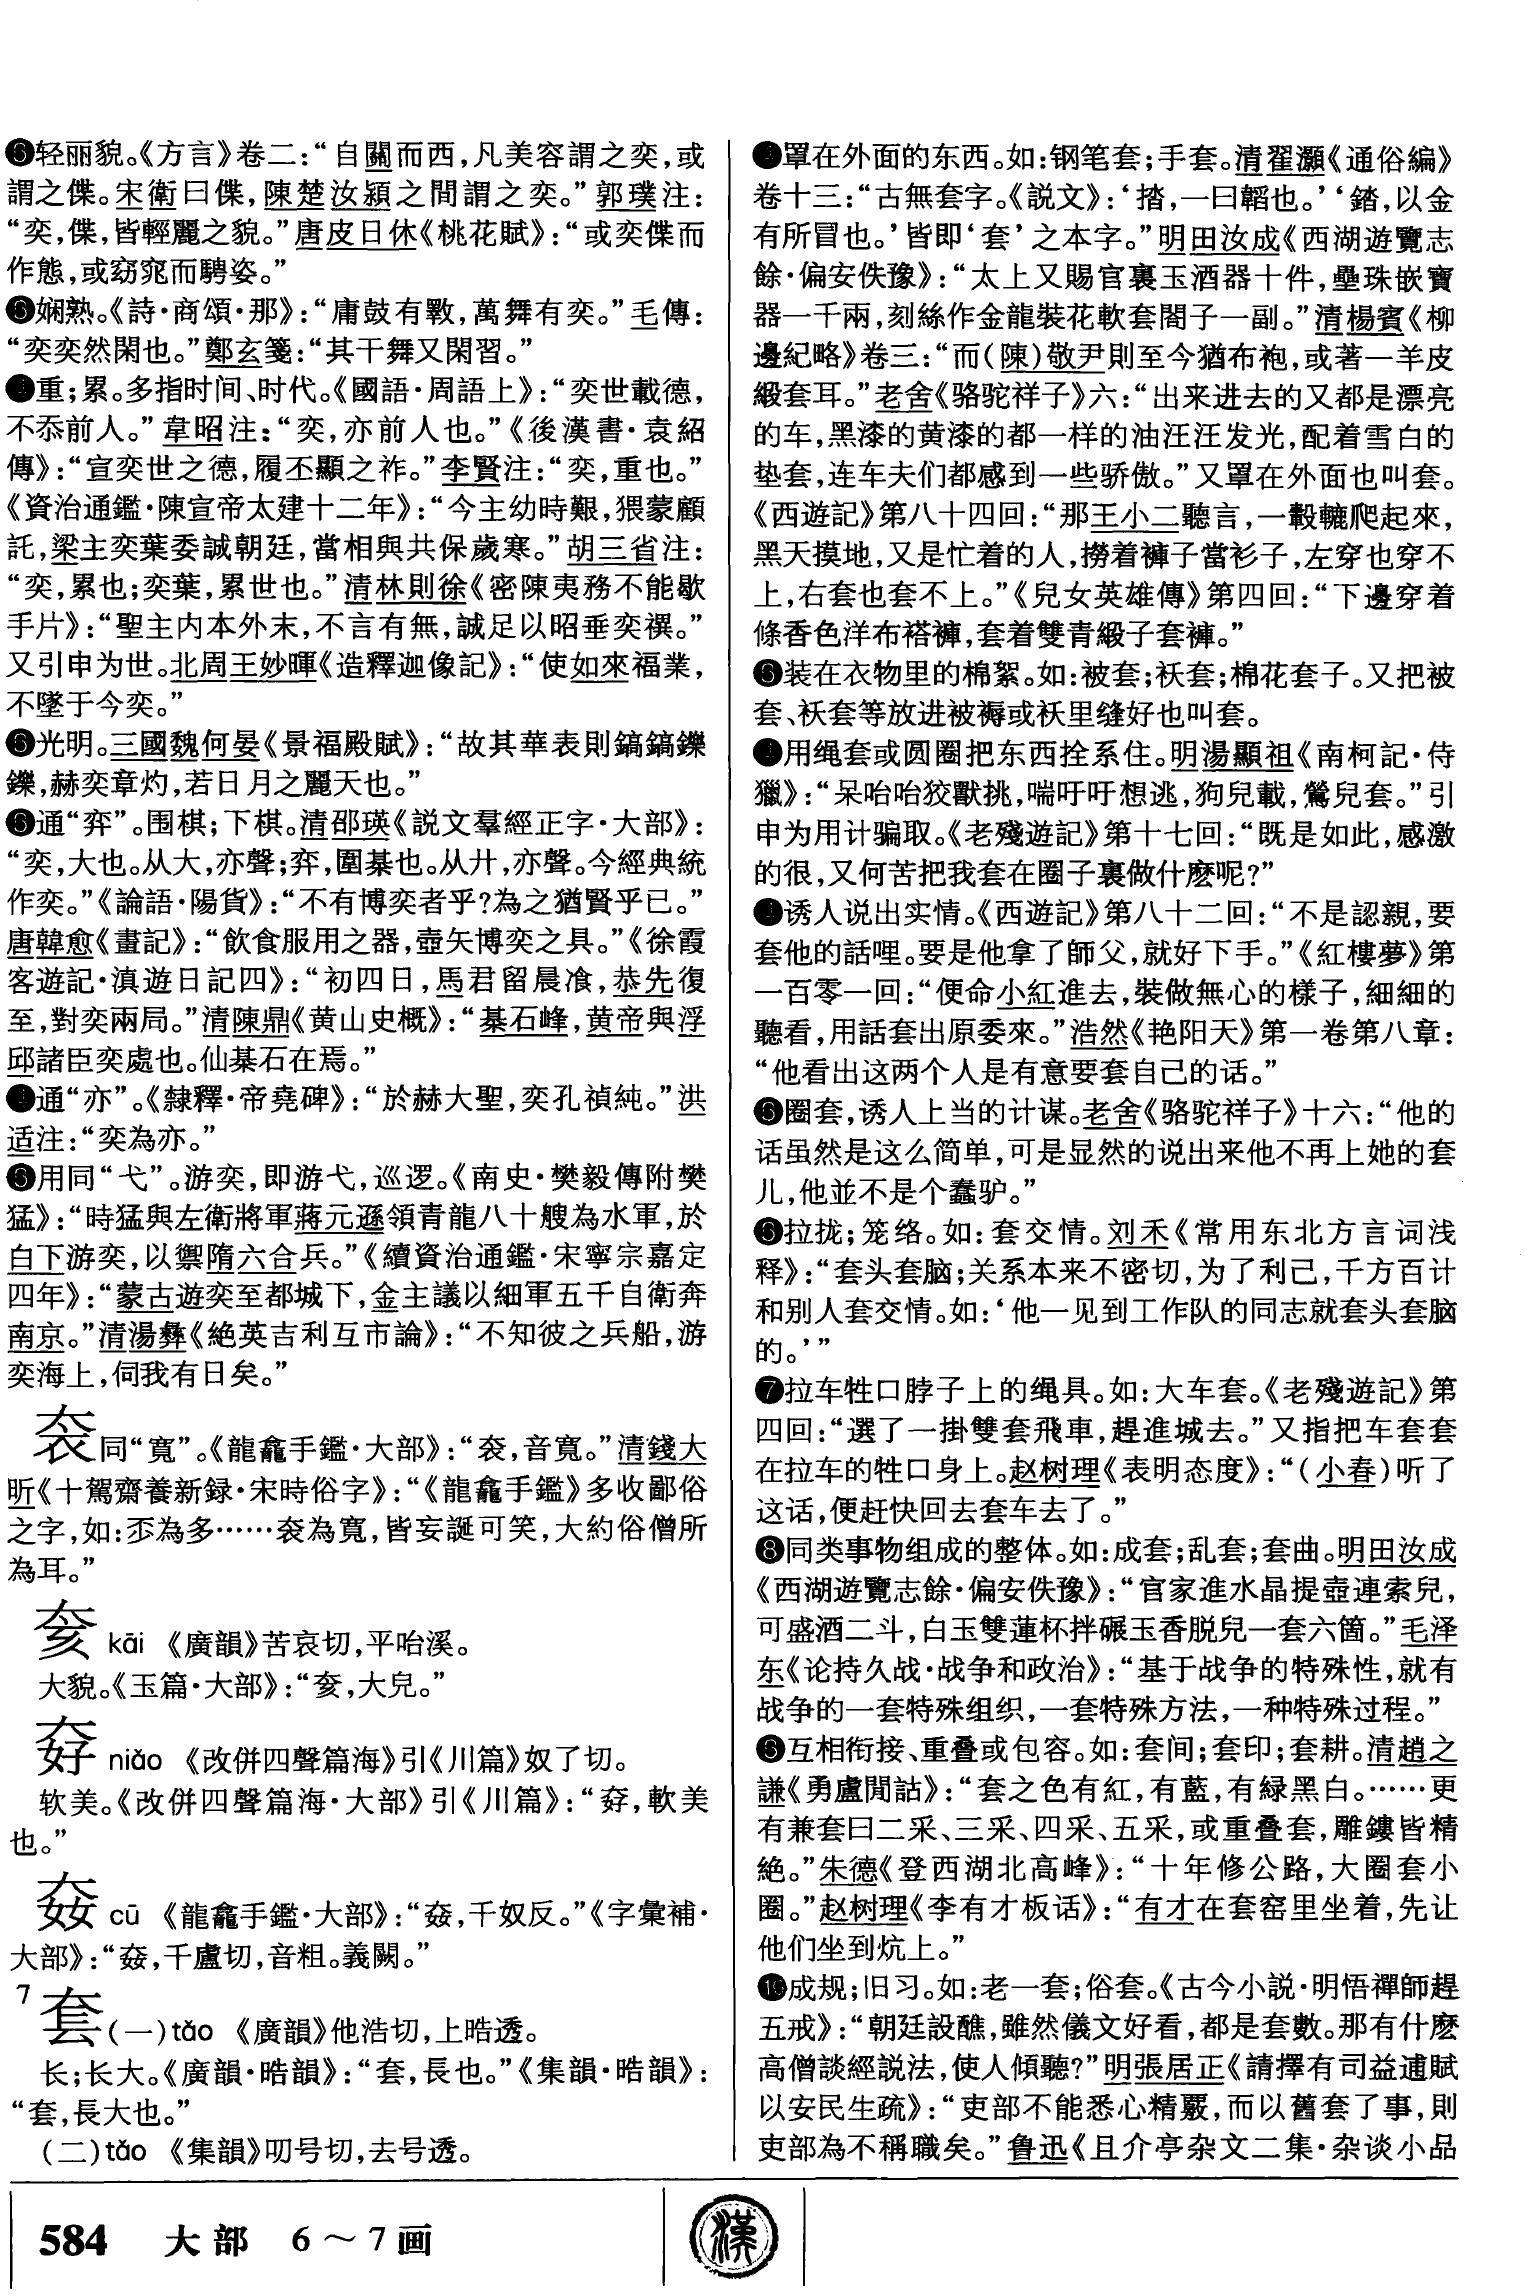 轻丽貌。《方言》卷二：“自關而西，凡美容謂之奕，或
謂之僷。宋衛曰僷，陳楚汝潁之間謂之奕。”郭璞注：
“奕，僷，皆輕麗之貌。”唐皮日休《桃花賦》：“或奕僷而
作態，或窈窕而騁姿。”
娴熟。《詩·商頌·那》：“庸鼓有斁，萬舞有奕。”毛傳：
“奕奕然閑也。”鄭玄箋：“其干舞又閑習。”
重；累。多指时间、时代。《國語·周語上》：“奕世載德，
不忝前人。”韋昭注：“奕，亦前人也。”《後漢書·袁紹
傳》：“宣奕世之德，履丕顯之祚。”李賢注：“奕，重也。”
《資治通鑑·陳宣帝太建十二年》：“今主幼時艱，猥蒙顧
託，梁主奕葉委誠朝廷，當相與共保歲寒。”胡三省注：
“奕，累也；奕葉，累世也。”清林則徐《密陳夷務不能歇
手片》：“聖主内本外末，不言有無，誠足以昭垂奕禩。”
又引申为世。北周王妙暉《造釋迦像記》：“使如來福業，
不墜于今奕。”
光明。三國魏何晏《景福殿賦》：“故其華表則鎬鎬鑠
鑠，赫奕章灼，若日月之麗天也。”
通“弈”。围棋；下棋。清邵瑛《説文羣經正字·大部》：
“奕，大也。从大，亦聲；弈，圍棊也。从廾，亦聲。今經典統
作奕。”《論語·陽貨》：“不有博奕者乎?為之猶賢乎已。”
唐韓愈《畫記》：“飲食服用之器，壺矢博奕之具。”《徐霞
客遊記·滇遊日記四》：“初四日，馬君留晨飡，恭先復
至，對奕兩局。”清陳鼎《黄山史概》：“棊石峰，黄帝與浮
邱諸臣奕處也。仙棊石在焉。”
通“亦”。《隸釋·帝堯碑》：“於赫大聖，奕孔禎純。”洪
适注：“奕為亦。”
用同“弋”。游奕，即游弋，巡逻。《南史·樊毅傳附樊
猛》：“時猛與左衛將軍蔣元遜領青龍八十艘為水軍，於
白下游奕，以禦隋六合兵。”《續資治通鑑·宋寧宗嘉定
四年》：“蒙古遊奕至都城下，金主議以細軍五千自衛奔
南京。”清湯彝《絶英吉利互市論》：“不知彼之兵船，游
奕海上，伺我有日矣。”
同“寬”。《龍龕手鑑·大部》：“，音寬。”清錢大
昕《十駕齋養新録·宋時俗字》：“《龍龕手鑑》多收鄙俗
之字，如：歪為多……為寬，皆妄誕可笑，大約俗僧所
為耳。”
kāi 《廣韻》苦哀切，平咍溪。
大貌。《玉篇·大部》：“，大皃。”
niǎo 《改併四聲篇海》引《川篇》奴了切。
软美。《改併四聲篇海·大部》引《川篇》：“，軟美
也。”
cū 《龍龕手鑑·大部》：“，千奴反。”《字彙補·
大部》：“，千盧切，音粗。義闕。”
7 套(一)tǎo 《廣韻》他浩切，上晧透。
长；长大。《廣韻·晧韻》：“套，長也。”《集韻·晧韻》：
“套，長大也。”
(二)tǎo 《集韻》叨号切，去号透。
罩在外面的东西。如：钢笔套；手套。清翟灝《通俗編》
卷十三：“古無套字。《説文》：‘㨹，一曰韜也。’‘錔，以金
有所冒也。’皆即‘套’之本字。”明田汝成《西湖遊覽志
餘·偏安佚豫》：“太上又賜官裏玉酒器十件，壘珠嵌寶
器一千兩，刻絲作金龍裝花軟套閣子一副。”清楊賓《柳
邊紀略》卷三：“而(陳)敬尹則至今猶布袍，或著一羊皮
緞套耳。”老舍《骆驼祥子》六：“出来进去的又都是漂亮
的车，黑漆的黄漆的都一样的油汪汪发光，配着雪白的
垫套，连车夫们都感到一些骄傲。”又罩在外面也叫套。
《西遊記》第八十四回：“那王小二聽言，一轂轆爬起來，
黑天摸地，又是忙着的人，撈着褲子當衫子，左穿也穿不
上，右套也套不上。”《兒女英雄傳》第四回：“下邊穿着
條香色洋布褡褲，套着雙青緞子套褲。”
装在衣物里的棉絮。如：被套；袄套；棉花套子。又把被
套、袄套等放进被褥或袄里缝好也叫套。
用绳套或圆圈把东西拴系住。明湯顯祖《南柯記·侍
獵》：“呆哈哈狡獸挑，喘吁吁想逃，狗兒載，鶯兒套。”引
申为用计骗取。《老殘遊記》第十七回：“既是如此，感激
的很，又何苦把我套在圈子裏做什麽呢?”
诱人说出实情。《西遊記》第八十二回：“不是認親，要
套他的話哩。要是他拿了師父，就好下手。”《紅樓夢》第
一百零一回：“便命小紅進去，裝做無心的樣子，細細的
聽看，用話套出原委來。”浩然《艳阳天》第一卷第八章：
“他看出这两个人是有意要套自己的话。”
圈套，诱人上当的计谋。老舍《骆驼祥子》十六：“他的
话虽然是这么简单，可是显然的说出来他不再上她的套
儿，他並不是个蠢驴。”
❻拉拢；笼络。如：套交情。刘禾《常用东北方言词浅
释》：“套头套脑；关系本来不密切，为了利己，千方百计
和别人套交情。如：‘他一见到工作队的同志就套头套脑
的。’”
❼拉车牲口脖子上的绳具。如：大车套。《老殘遊記》第
四回：“選了一掛雙套飛車，趕進城去。”又指把车套套
在拉车的牲口身上。赵树理《表明态度》：“(小春)听了
这话，便赶快回去套车去了。”
❽同类事物组成的整体。如：成套；乱套；套曲。明田汝成
《西湖遊覽志餘·偏安佚豫》：“官家進水晶提壺連索兒，
可盛酒二斗，白玉雙蓮杯拌碾玉香脱兒一套六箇。”毛泽
东《论持久战·战争和政治》：“基于战争的特殊性，就有
战争的一套特殊组织，一套特殊方法，一种特殊过程。”
互相衔接、重叠或包容。如：套间；套印；套耕。清趙之
謙《勇盧閒詁》：“套之色有紅，有藍，有緑黑白。……更
有兼套曰二采、三采、四采、五采，或重叠套，雕鏤皆精
絶。”朱德《登西湖北高峰》：“十年修公路，大圈套小
圈。”赵树理《李有才板话》：“有才在套窑里坐着，先让
他们坐到炕上。”
❿成规；旧习。如：老一套；俗套。《古今小説·明悟禪師趕
五戒》：“朝廷設醮，雖然儀文好看，都是套數。那有什麽
高僧談經説法，使人傾聽?”明張居正《請擇有司蠲逋賦
以安民生疏》：“吏部不能悉心精覈，而以舊套了事，則
吏部為不稱職矣。”鲁迅《且介亭杂文二集·杂谈小品
584 大部 6～7画
漢